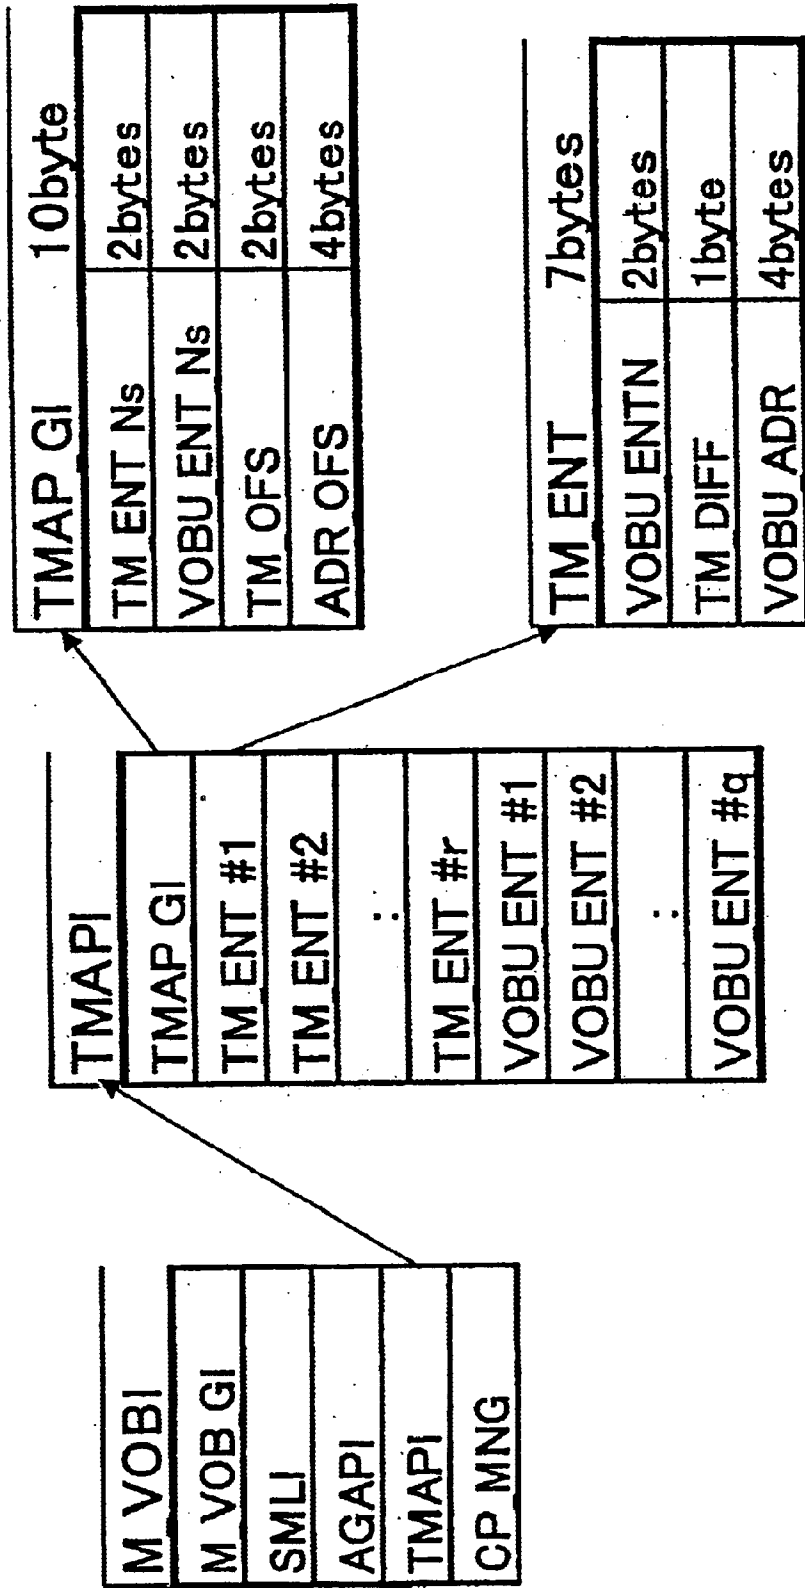 M VOBI
M VOB GI
SMLI
AGAPI
TMAPI
CP MNG
TMAPI
TMAP GI
TM ENT #1
TM ENT #2
:
TM ENT #r
VOBU ENT #1
VOBU ENT #2
:
VOBU ENT #q
TMAP GI 10byte
TM ENT Ns 2bytes
VOBU ENT Ns 2bytes
TM OFS 2bytes
ADR OFS 4bytes
TM ENT 7bytes
VOBU ENTN 2bytes
TM DIFF 1byte
VOBU ADR 4bytes